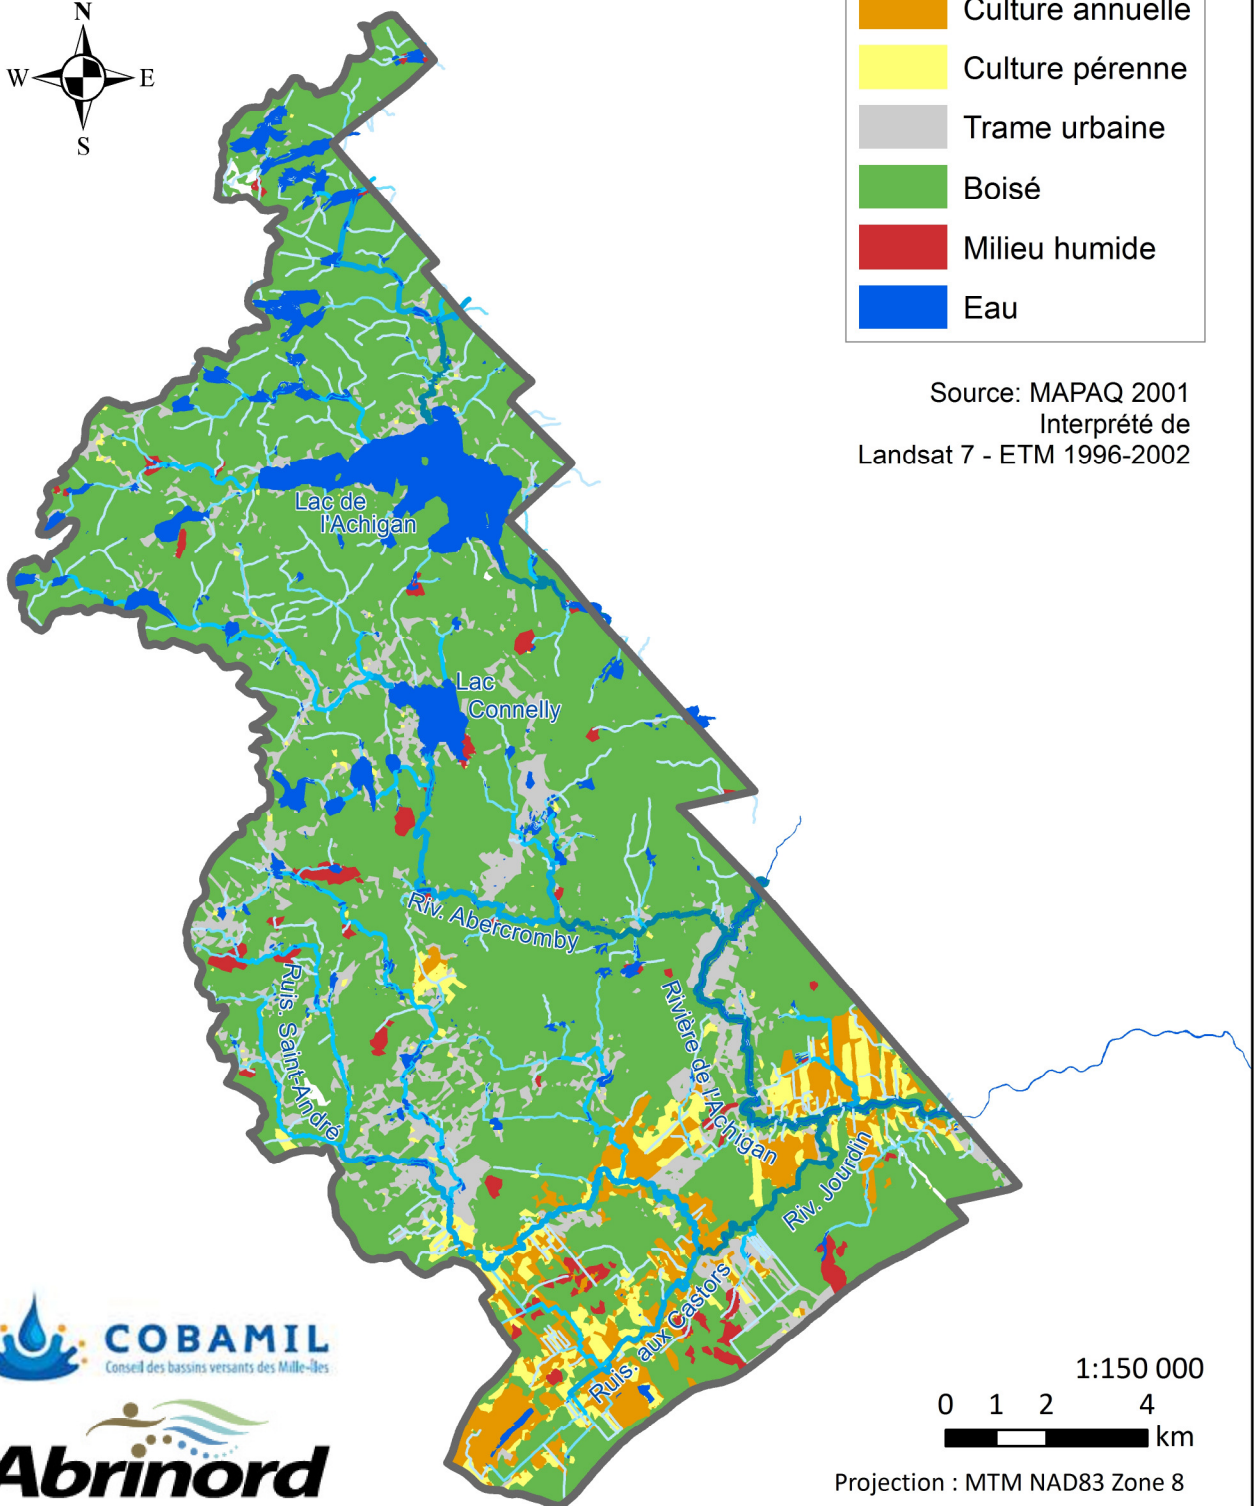 N
W
E
S
Culture annuelle
Culture pérenne
Trame urbaine
Boisé
Milieu humide
Eau
Source: MAPAQ 2001
Interprété de
Landsat 7 - ETM 1996-2002
Lac de
l'Achigan
Lac
Connelly
Riv. Abercromby
Ruis. Saint-André
Rivière de l'Achigan
Riv. Jourdin
Ruis. aux Castors
COBAMIL
Conseil des bassins versants des Mille-Îles
Abrinord
1:150 000
0 1 2 4
km
Projection : MTM NAD83 Zone 8